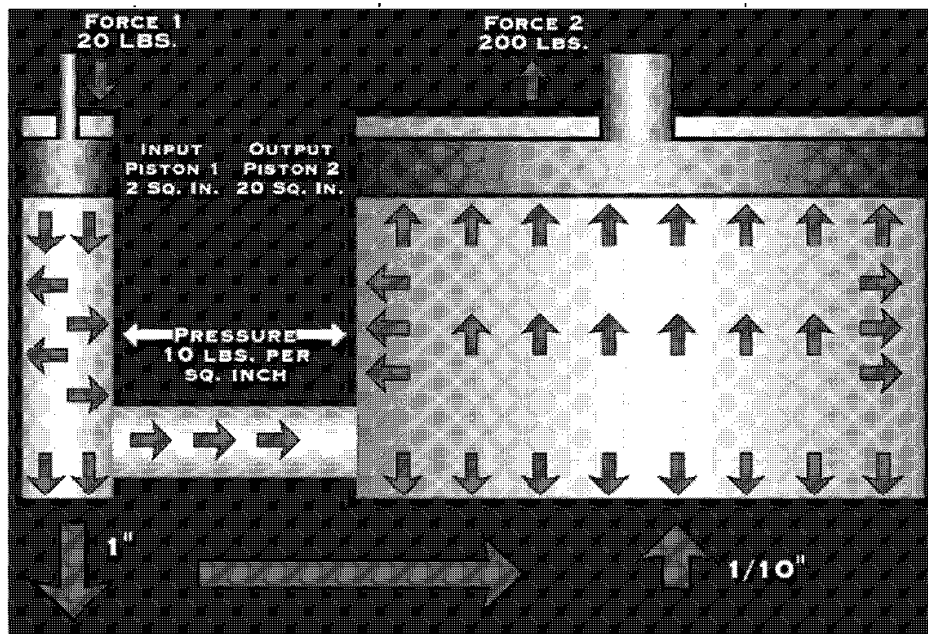 FORCE 1
20 LBS.
FORCE 2
200 LBS.
INPUT
PISTON 1
2 SQ. IN.
OUTPUT
PISTON 2
20 SQ. IN.
PRESSURE
10 LBS. PER
SQ. INCH
1"
1/10"